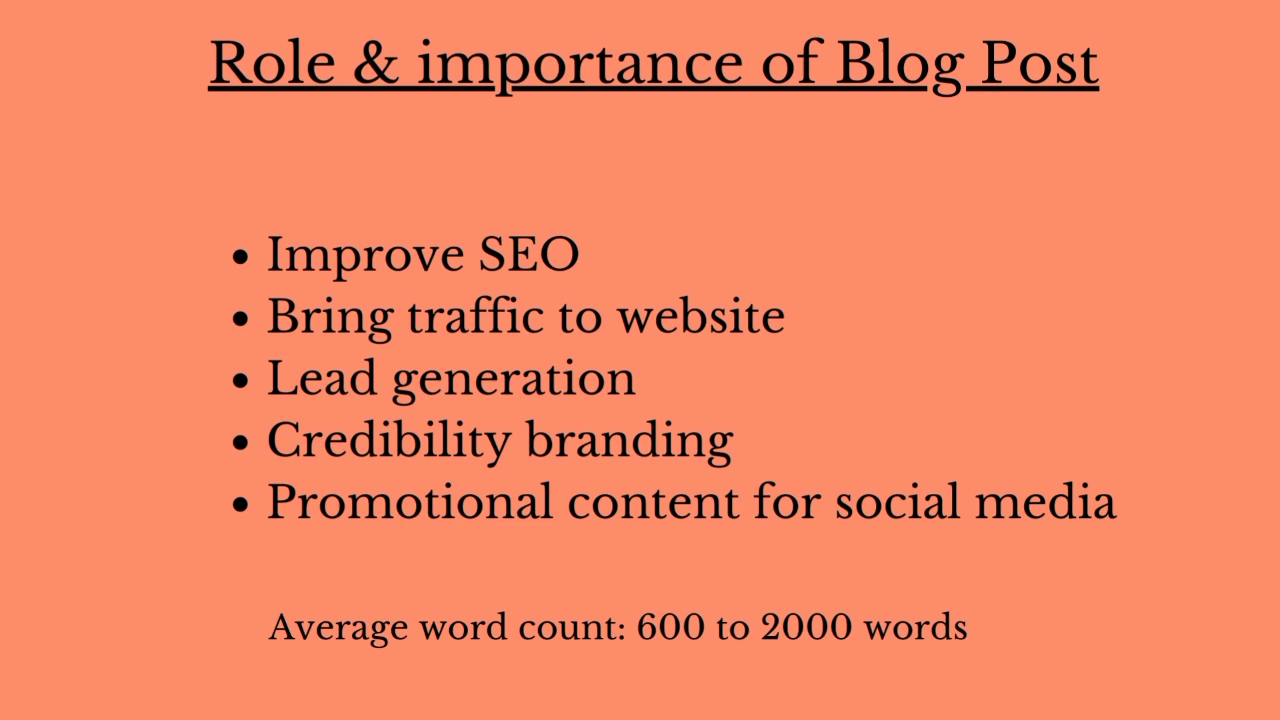 Role & importance of Blog Post
• Improve SEO
• Bring traffic to website
• Lead generation
• Credibility branding
• Promotional content for social media
Average word count: 600 to 2000 words